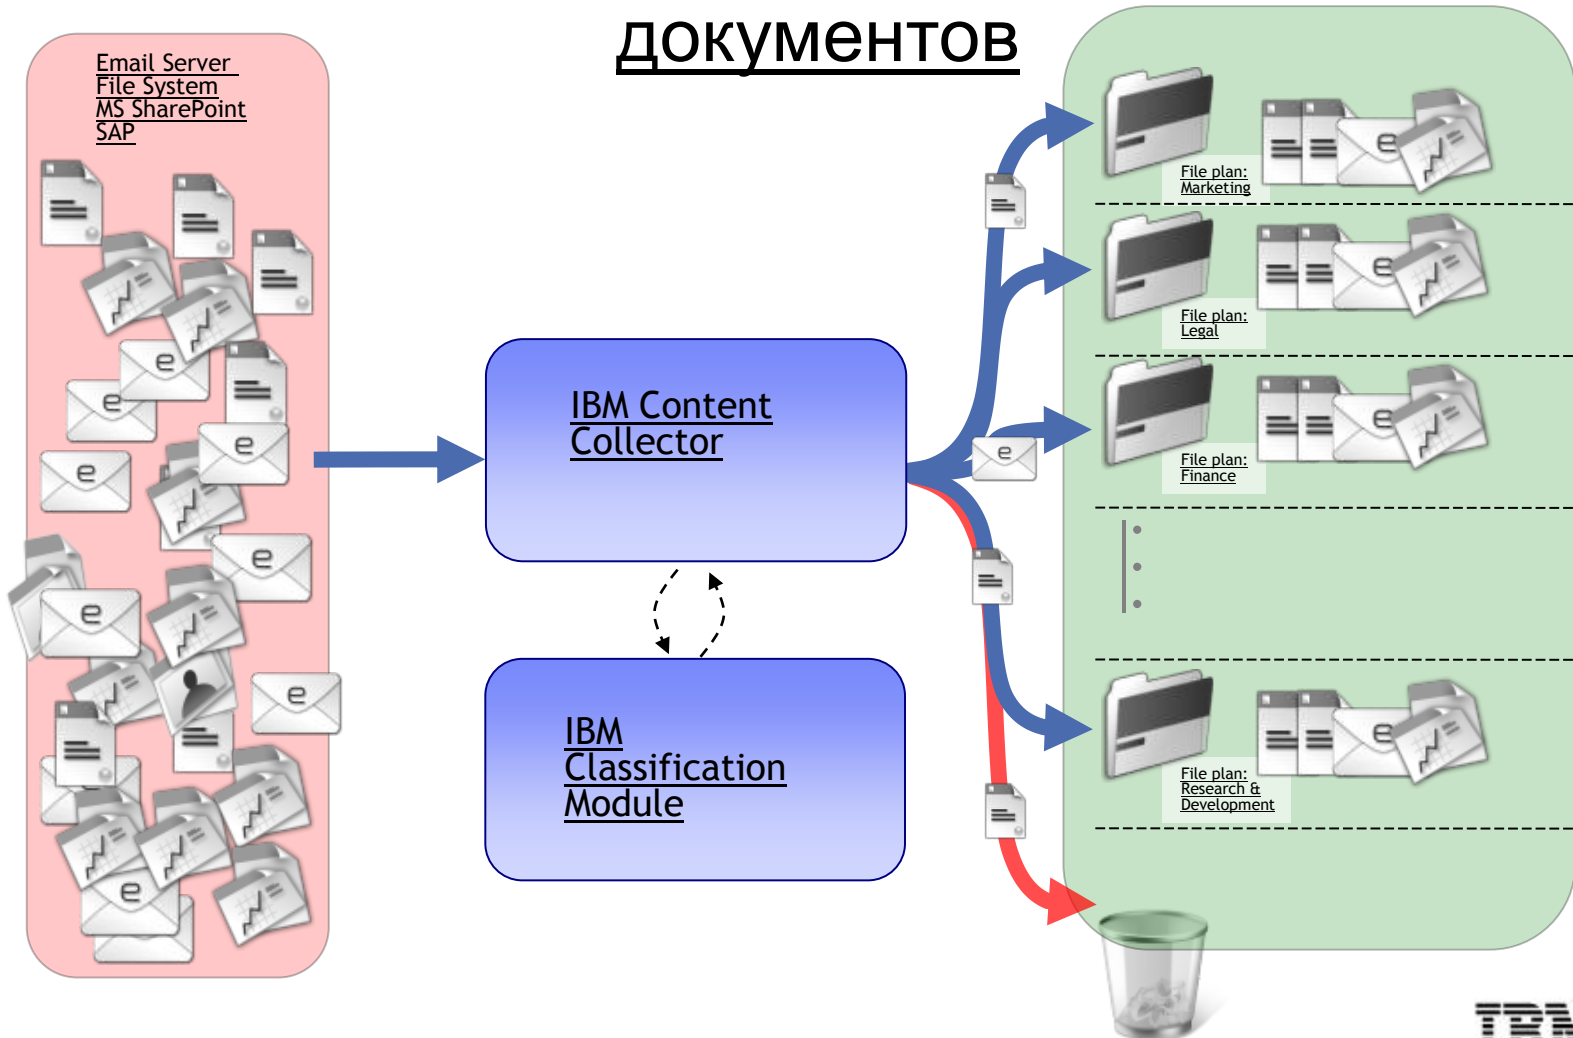 документов
Email Server
File System
MS SharePoint
SAP
IBM Content
Collector
IBM
Classification
Module
File plan:
Marketing
File plan:
Legal
File plan:
Finance
File plan:
Research &
Development
IBM